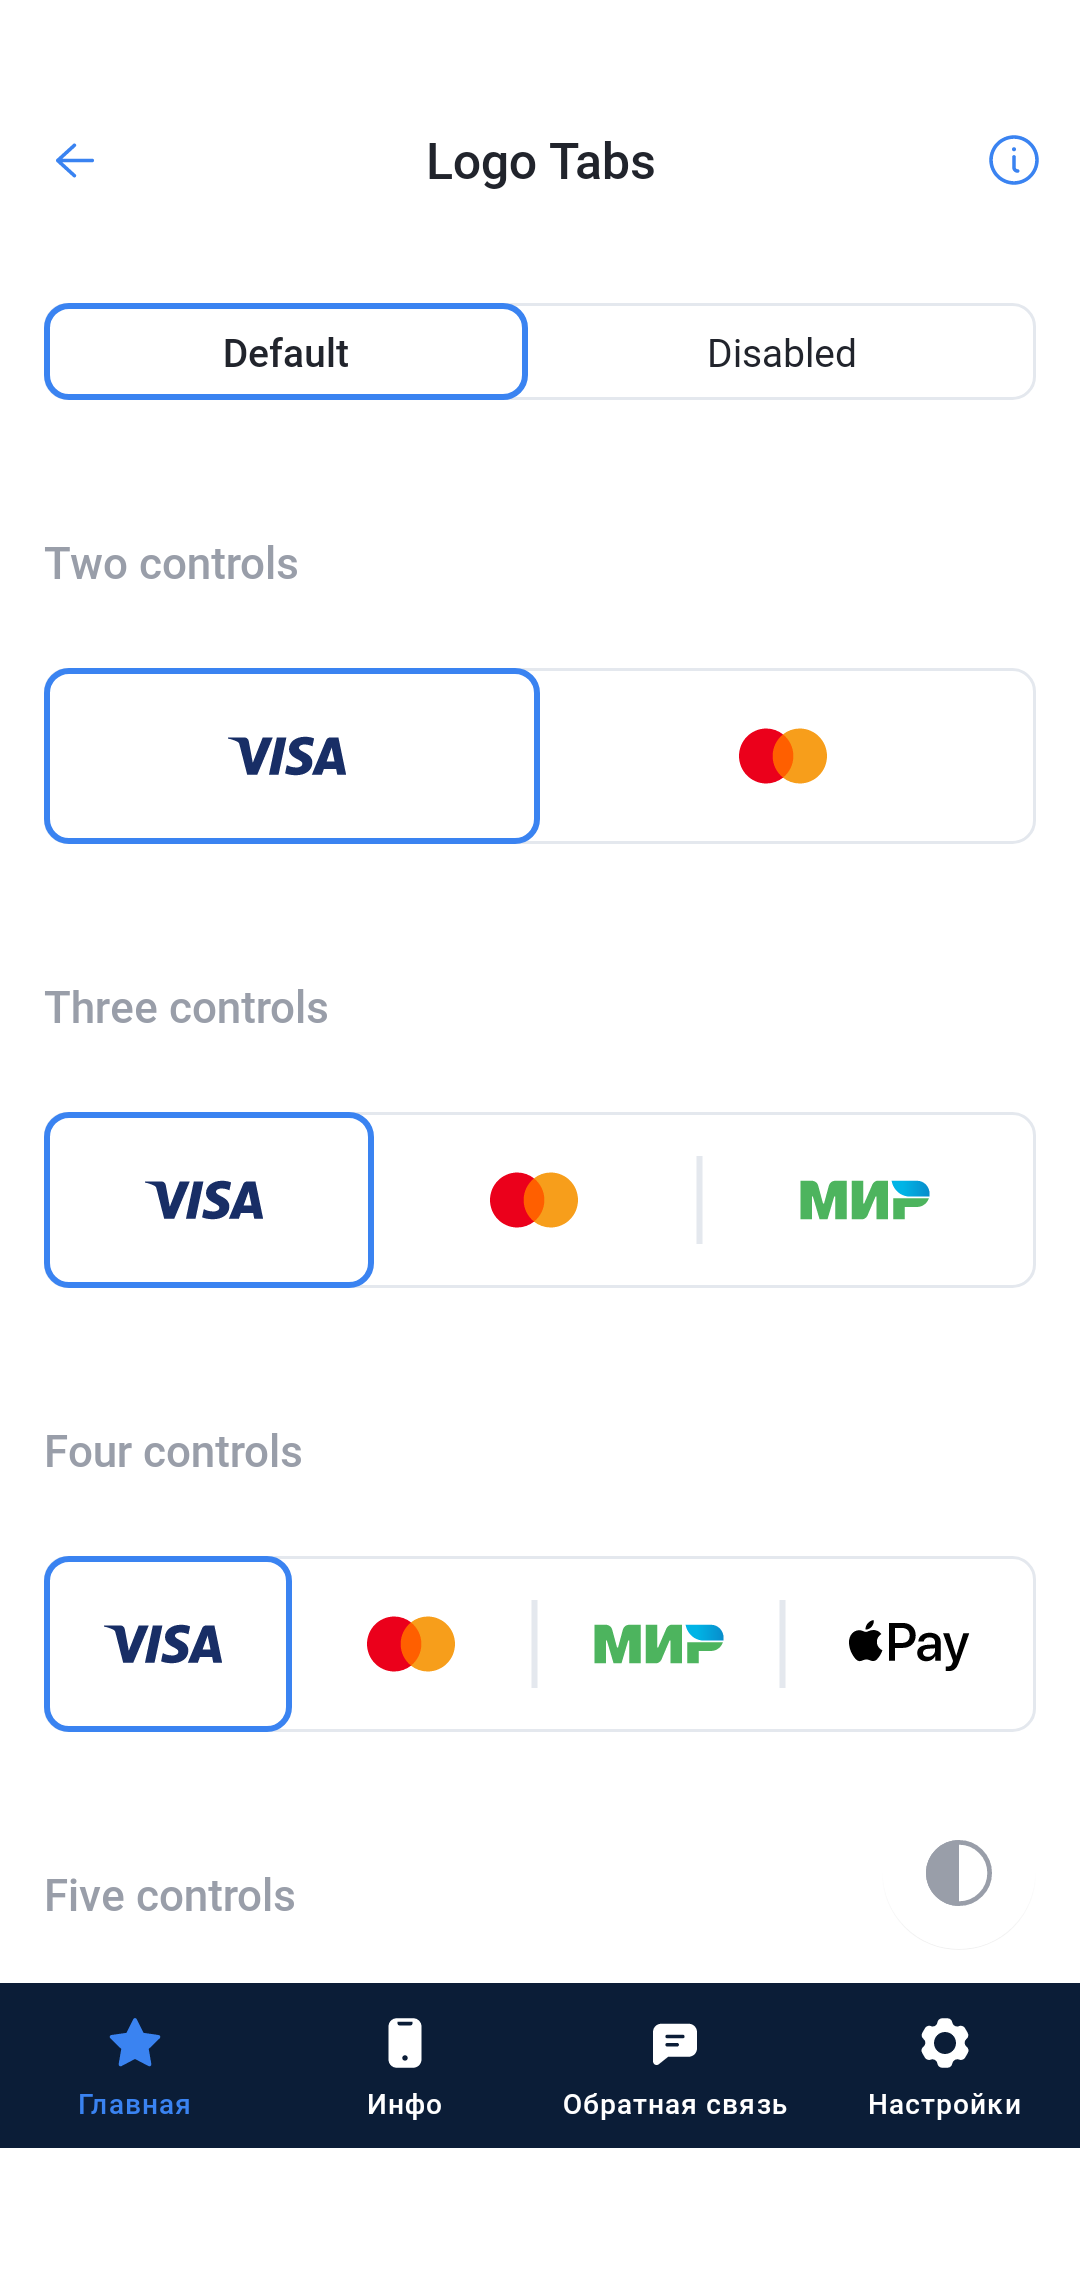 Logo Tabs
Default Disabled
Two controls
VISA
Three controls
VISA МИР
Four controls
VISA МИР Pay
Five controls
Главная Инфо Обратная связь Настройки